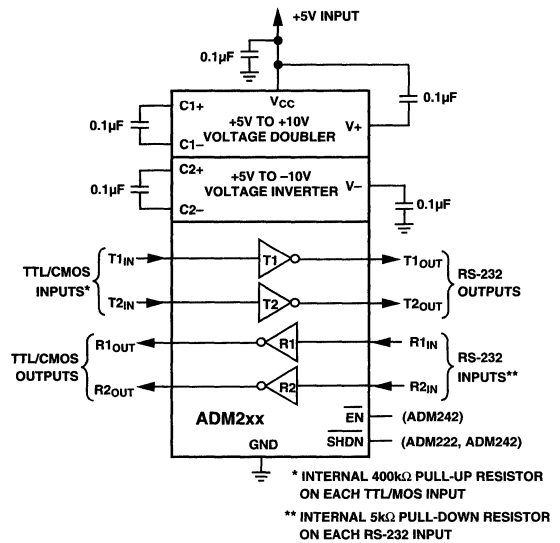 +5V INPUT
0.1µF
VCC
0.1µF
C1+
0.1µF
C1–
+5V TO +10V
VOLTAGE DOUBLER
V+
C2+
0.1µF
C2–
+5V TO –10V
VOLTAGE INVERTER
V–
0.1µF
TTL/CMOS
INPUTS*
T1IN
T1
T1OUT
T2IN
T2
T2OUT
RS-232
OUTPUTS
TTL/CMOS
OUTPUTS
R1OUT
R1
R1IN
R2OUT
R2
R2IN
RS-232
INPUTS**
ADM2xx
EN
(ADM242)
SHDN
(ADM222, ADM242)
GND
* INTERNAL 400kΩ PULL-UP RESISTOR
ON EACH TTL/MOS INPUT
** INTERNAL 5kΩ PULL-DOWN RESISTOR
ON EACH RS-232 INPUT